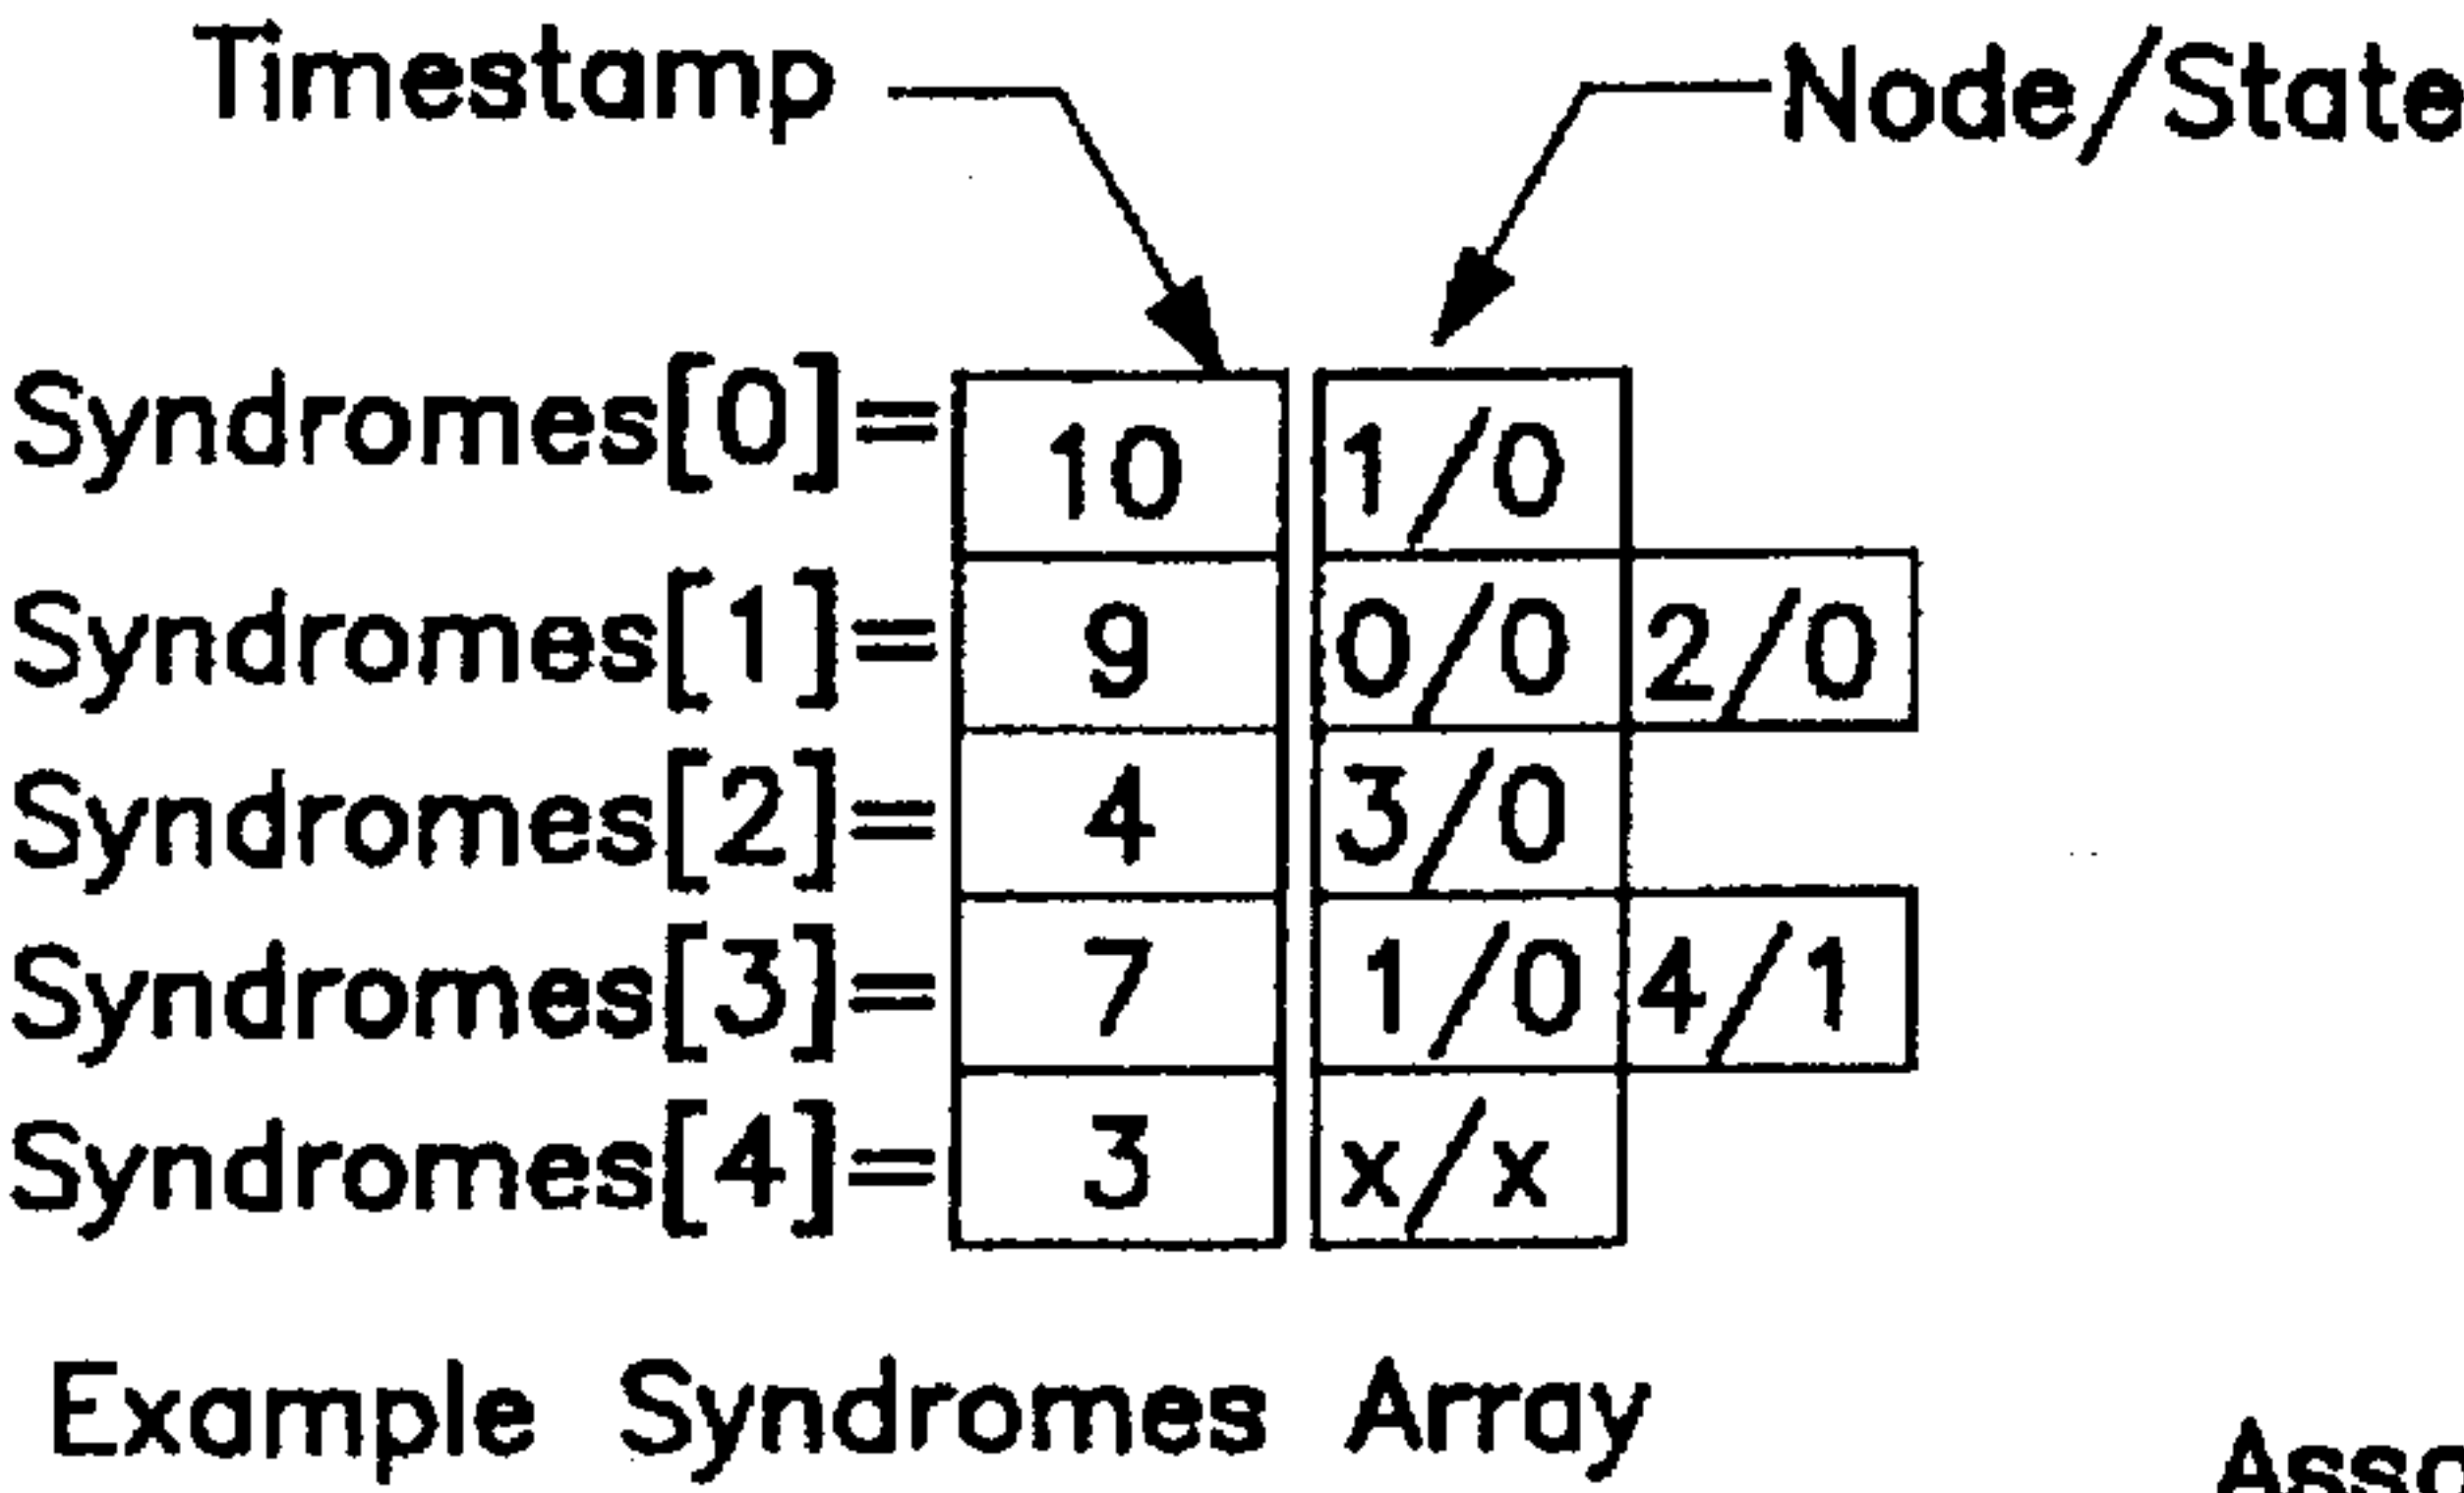 Timestamp Node/State
Syndromes[0]= 10 1/0
Syndromes[1]= 9 0/0 2/0
Syndromes[2]= 4 3/0
Syndromes[3]= 7 1/0 4/1
Syndromes[4]= 3 x/x
Example Syndromes Array